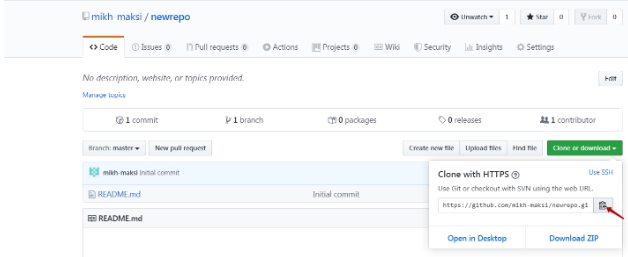 mikh-maksi / newrepo
Unwatch 1 Star 0 Fork 0
Code Issues 0 Pull requests 0 Actions Projects 0 Wiki Security Insights Settings
No description, website, or topics provided. Edit
Manage topics
1 commit 1 branch 0 packages 0 releases 1 contributor
Branch: master New pull request Create new file Upload files Find file Clone or download
mikh-maksi Initial commit
README.md Initial commit
README.md
Clone with HTTPS Use SSH
Use Git or checkout with SVN using the web URL.
https://github.com/mikh-maksi/newrepo.gi
Open in Desktop Download ZIP